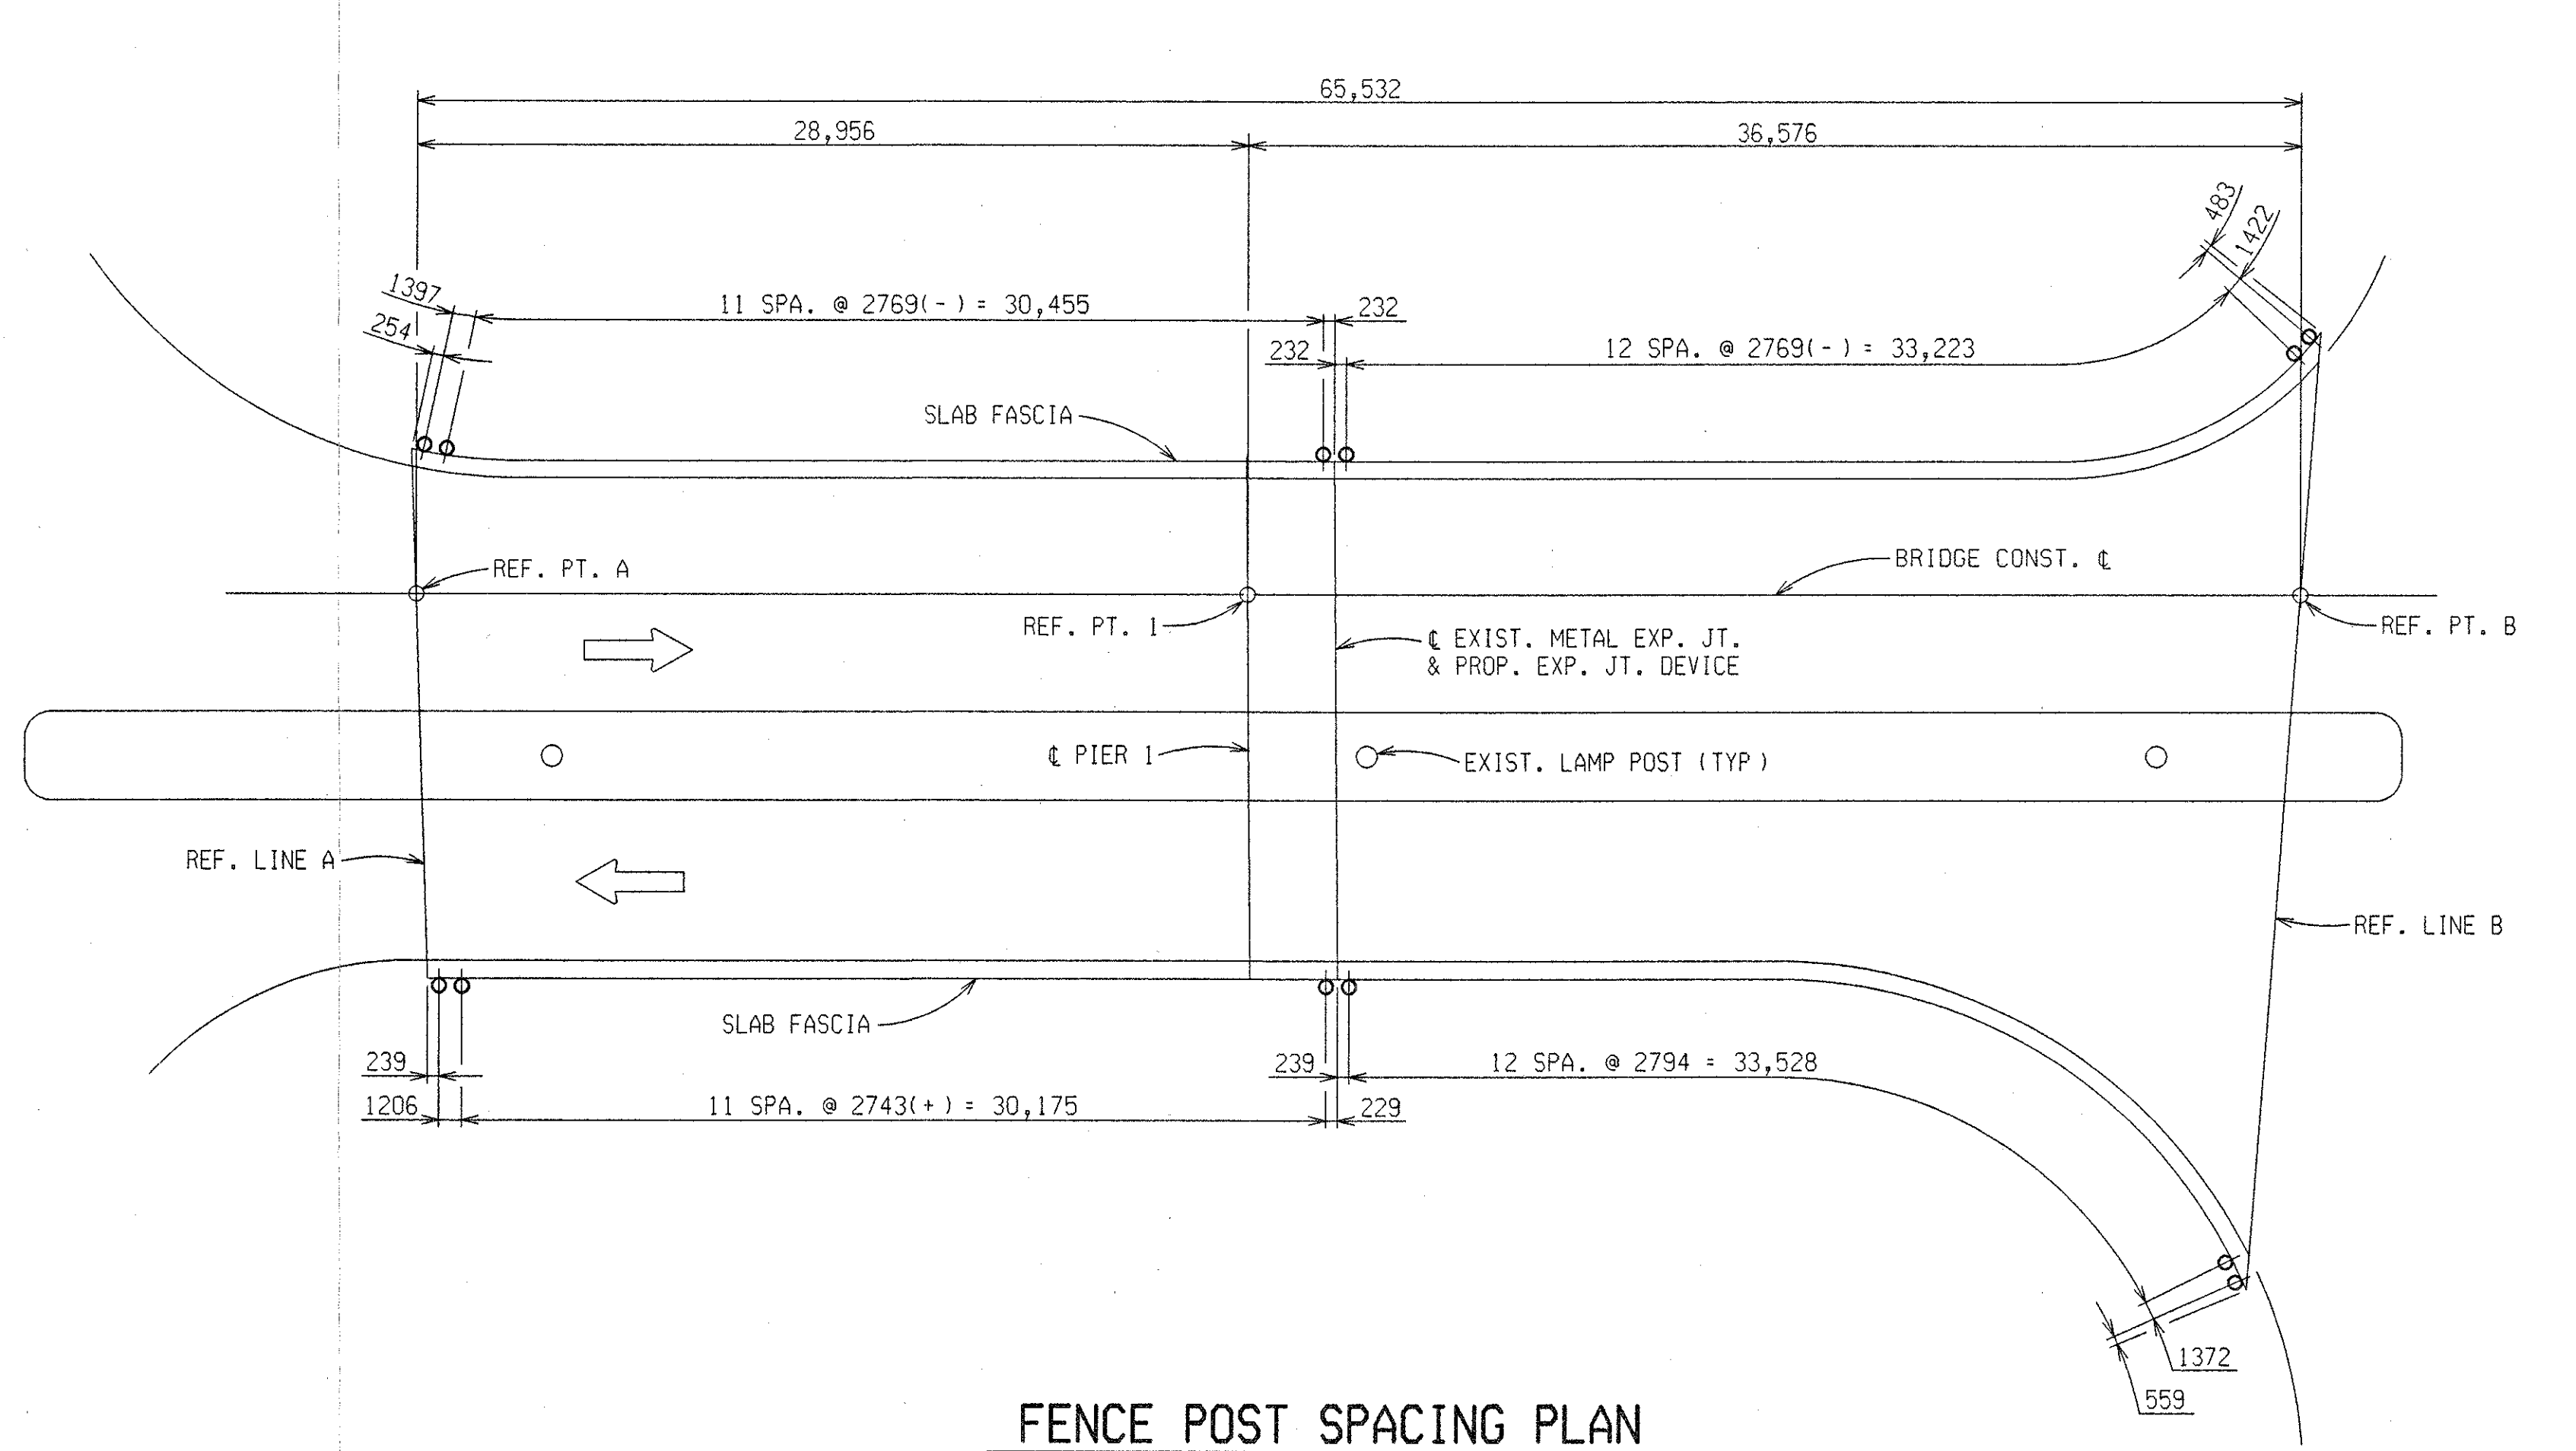 65,532
28,956
36,576
483
1422
1397
254
11 SPA. @ 2769(-) = 30,455
232
232
12 SPA. @ 2769(-) = 33,223
SLAB FASCIA
REF. PT. A
BRIDGE CONST. ℄
REF. PT. 1
℄ EXIST. METAL EXP. JT.
& PROP. EXP. JT. DEVICE
REF. PT. B
℄ PIER 1
EXIST. LAMP POST (TYP)
REF. LINE A
REF. LINE B
SLAB FASCIA
239
239
12 SPA. @ 2794 = 33,528
1206
11 SPA. @ 2743(+) = 30,175
229
1372
559
FENCE POST SPACING PLAN